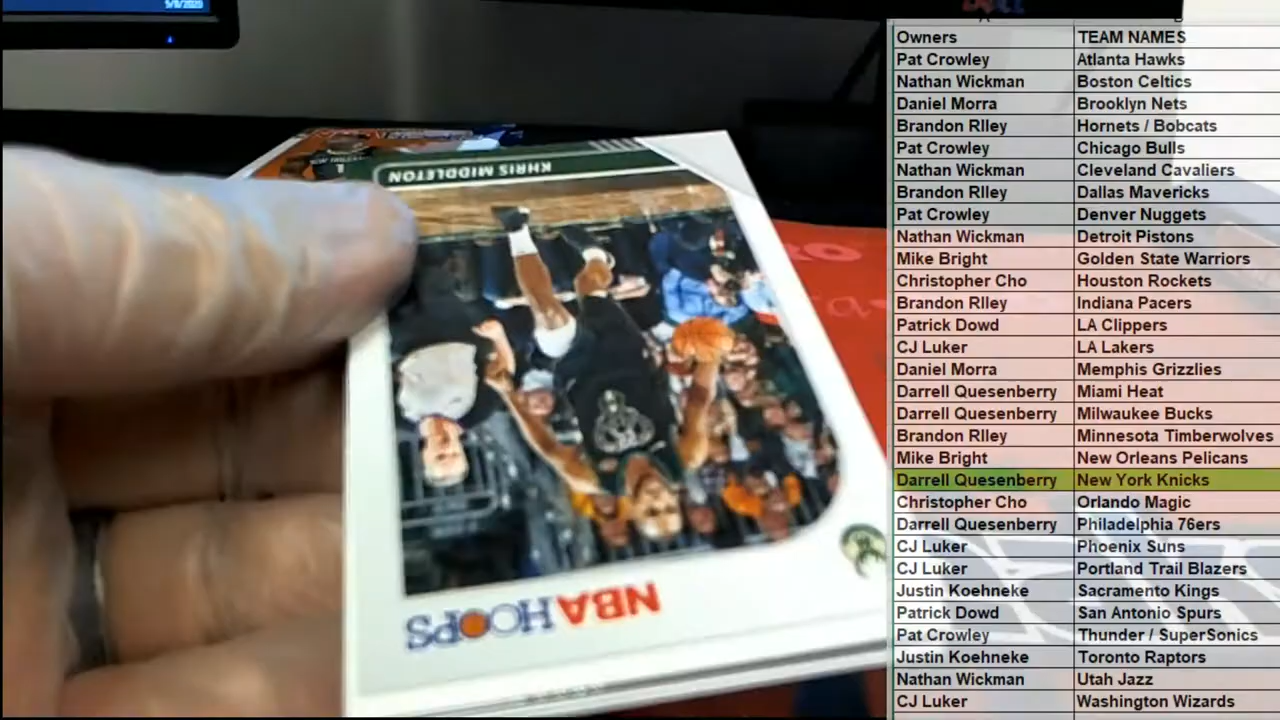 5/8/2020
Owners TEAM NAMES
Pat Crowley Atlanta Hawks
Nathan Wickman Boston Celtics
Daniel Morra Brooklyn Nets
Brandon RIley Hornets / Bobcats
Pat Crowley Chicago Bulls
Nathan Wickman Cleveland Cavaliers
Brandon RIley Dallas Mavericks
Pat Crowley Denver Nuggets
Nathan Wickman Detroit Pistons
Mike Bright Golden State Warriors
Christopher Cho Houston Rockets
Brandon RIley Indiana Pacers
Patrick Dowd LA Clippers
CJ Luker LA Lakers
Daniel Morra Memphis Grizzlies
Darrell Quesenberry Miami Heat
Darrell Quesenberry Milwaukee Bucks
Brandon RIley Minnesota Timberwolves
Mike Bright New Orleans Pelicans
Darrell Quesenberry New York Knicks
Christopher Cho Orlando Magic
Darrell Quesenberry Philadelphia 76ers
CJ Luker Phoenix Suns
CJ Luker Portland Trail Blazers
Justin Koehneke Sacramento Kings
Patrick Dowd San Antonio Spurs
Pat Crowley Thunder / SuperSonics
Justin Koehneke Toronto Raptors
Nathan Wickman Utah Jazz
CJ Luker Washington Wizards
KHRIS MIDDLETON
NBA HOOPS